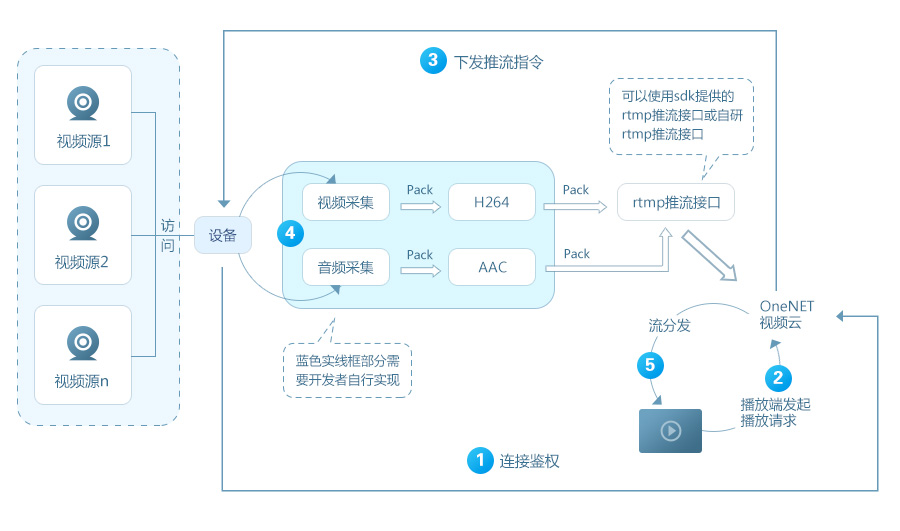 3 下发推流指令
可以使用sdk提供的
rtmp推流接口或自研
rtmp推流接口
视频源1
视频源2
视频源n
访
问
设备
4
视频采集
Pack
H264
Pack
rtmp推流接口
音频采集
Pack
AAC
Pack
蓝色实线框部分需
要开发者自行实现
OneNET
视频云
流分发
5
2
播放端发起
播放请求
1 连接鉴权